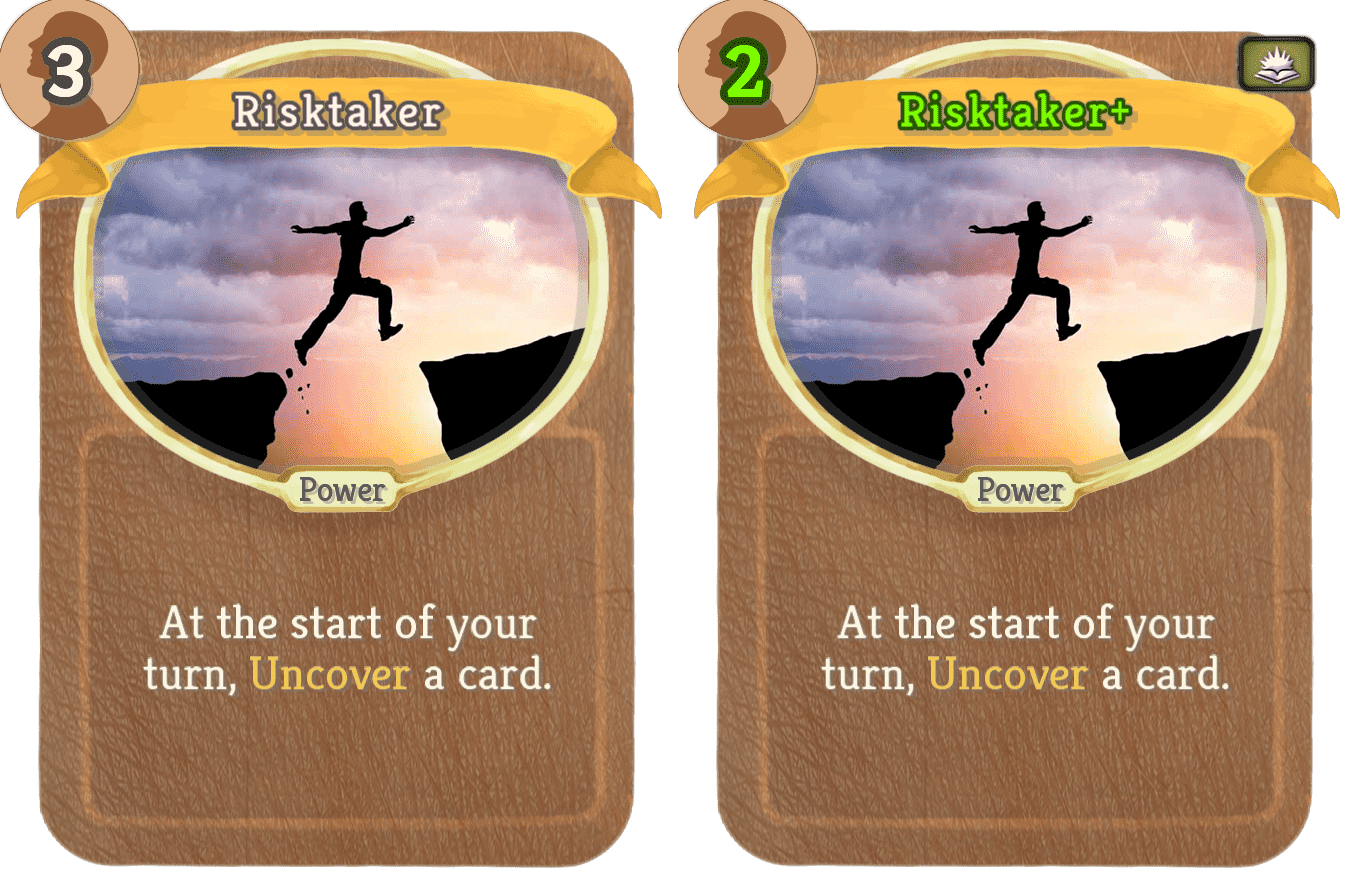 3
Risktaker
Power
At the start of your
turn, Uncover a card.
2
Risktaker+
Power
At the start of your
turn, Uncover a card.